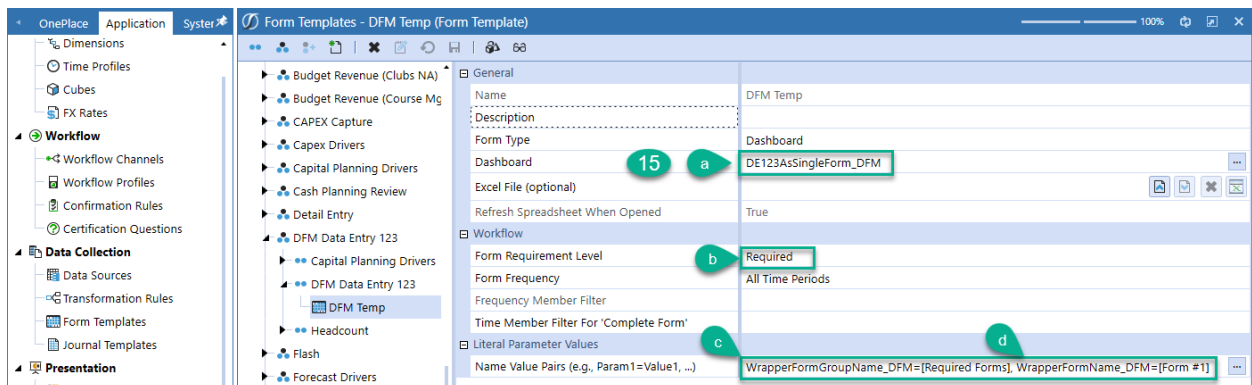 OnePlace Application Syster
Form Templates - DFM Temp (Form Template)
100%
Dimensions
Time Profiles
Cubes
FX Rates
Workflow
Workflow Channels
Workflow Profiles
Confirmation Rules
Certification Questions
Data Collection
Data Sources
Transformation Rules
Form Templates
Journal Templates
Presentation
Budget Revenue (Clubs NA)
Budget Revenue (Course Mg
CAPEX Capture
Capex Drivers
Capital Planning Drivers
Cash Planning Review
Detail Entry
DFM Data Entry 123
Capital Planning Drivers
DFM Data Entry 123
DFM Temp
Headcount
Flash
Forecast Drivers
General
Name DFM Temp
Description
Form Type Dashboard
Dashboard 15 a DE123AsSingleForm_DFM ...
Excel File (optional)
Refresh Spreadsheet When Opened True
Workflow
Form Requirement Level b Required
Form Frequency All Time Periods
Frequency Member Filter
Time Member Filter For 'Complete Form'
Literal Parameter Values c d
Name Value Pairs (e.g., Param1=Value1, ...) WrapperFormGroupName_DFM=[Required Forms], WrapperFormName_DFM=[Form #1] ...